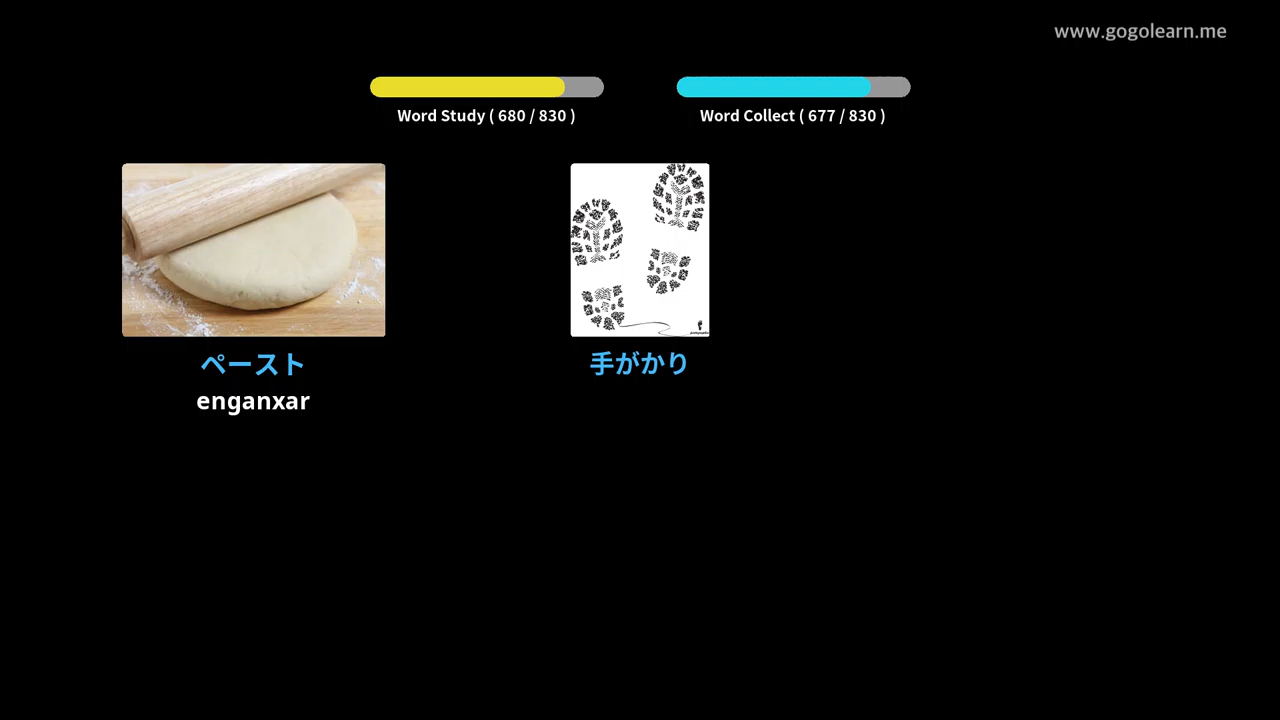 www.gogolearn.me
Word Study ( 680 / 830 )
Word Collect ( 677 / 830 )
ペースト
enganxar
手がかり